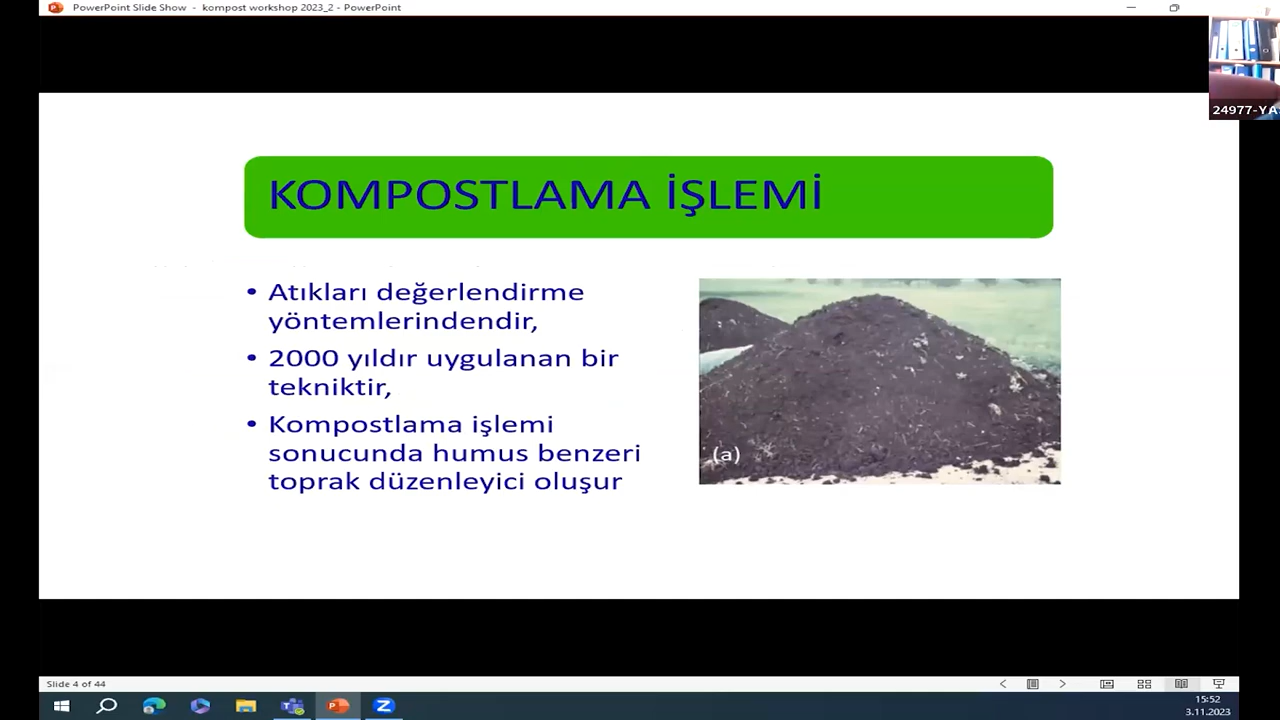 PowerPoint Slide Show - kompost workshop 2023_2 - PowerPoint
24977-YA
KOMPOSTLAMA İŞLEMİ
• Atıkları değerlendirme
yöntemlerindendir,
• 2000 yıldır uygulanan bir
tekniktir,
• Kompostlama işlemi
sonucunda humus benzeri
toprak düzenleyici oluşur
(a)
Slide 4 of 44
15:52
3.11.2023